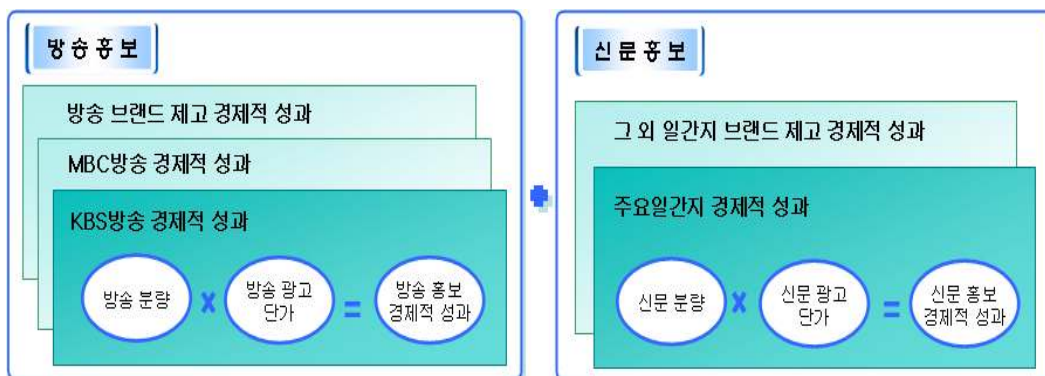 방송홍보
방송 브랜드 제고 경제적 성과
MBC방송 경제적 성과
KBS방송 경제적 성과
방송 분량
x
방송 광고
단가
=
방송 홍보
경제적 성과
신문홍보
그 외 일간지 브랜드 제고 경제적 성과
주요일간지 경제적 성과
신문 분량
x
신문 광고
단가
=
신문 홍보
경제적 성과